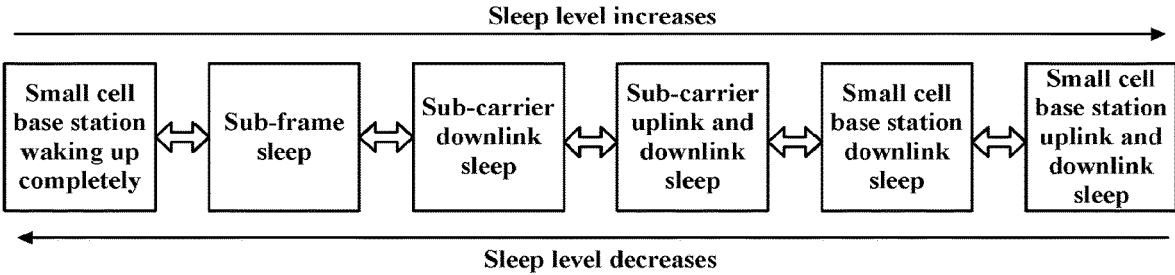 Sleep level increases
Small cell
base station
waking up
completely
Sub-frame
sleep
Sub-carrier
downlink
sleep
Sub-carrier
uplink and
downlink
sleep
Small cell
base station
downlink
sleep
Small cell
base station
uplink and
downlink
sleep
Sleep level decreases